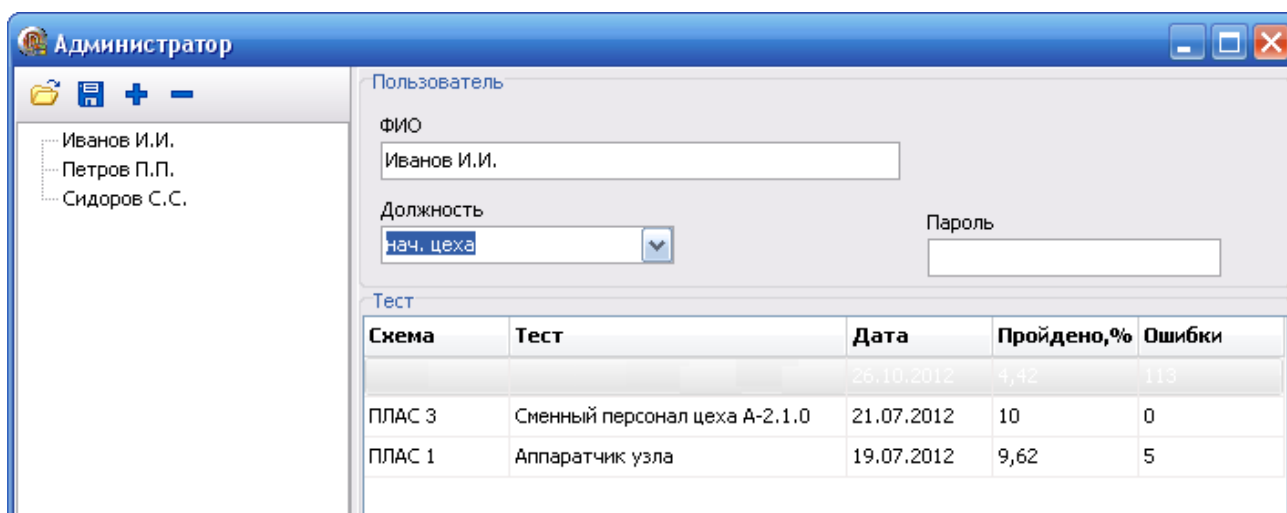 Администратор
Иванов И.И.
Петров П.П.
Сидоров С.С.
Пользователь
ФИО
Иванов И.И.
Должность
нач. цеха
Пароль
Тест
Схема Тест Дата Пройдено,% Ошибки
26.10.2012 4,42 113
ПЛАС 3 Сменный персонал цеха А-2.1.0 21.07.2012 10 0
ПЛАС 1 Аппаратчик узла 19.07.2012 9,62 5